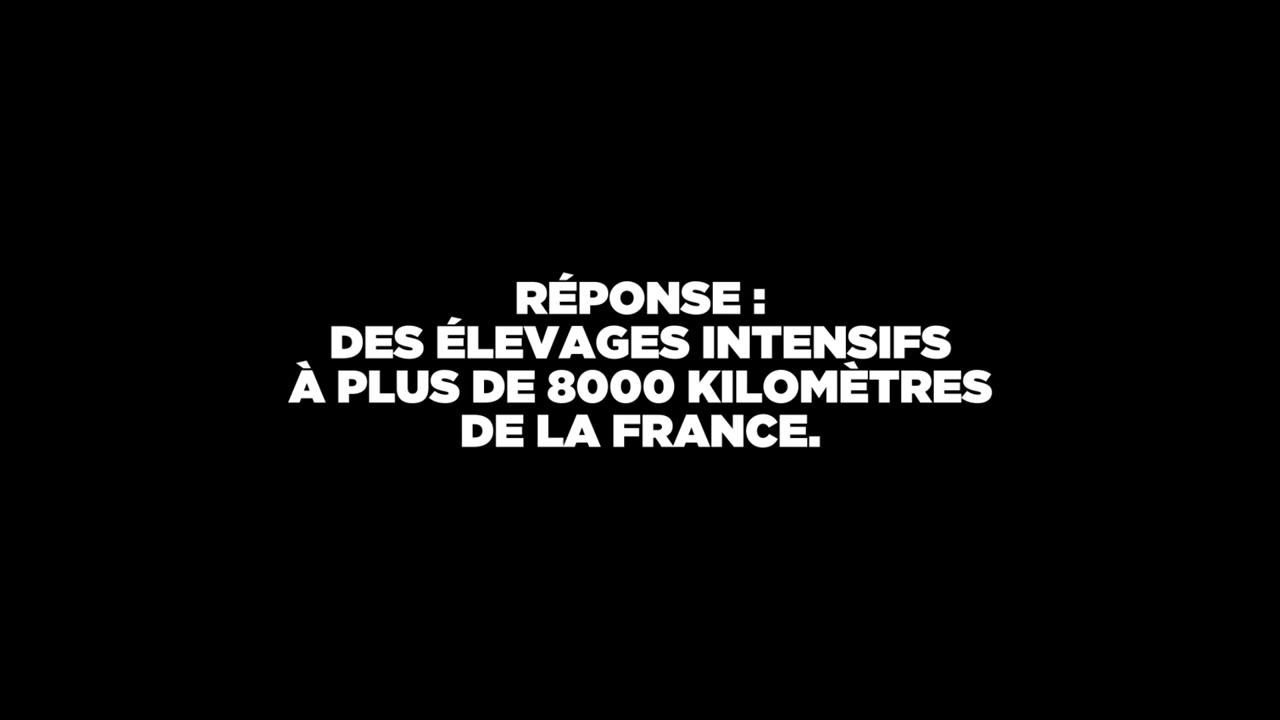 RÉPONSE :
DES ÉLEVAGES INTENSIFS
À PLUS DE 8000 KILOMÈTRES
DE LA FRANCE.